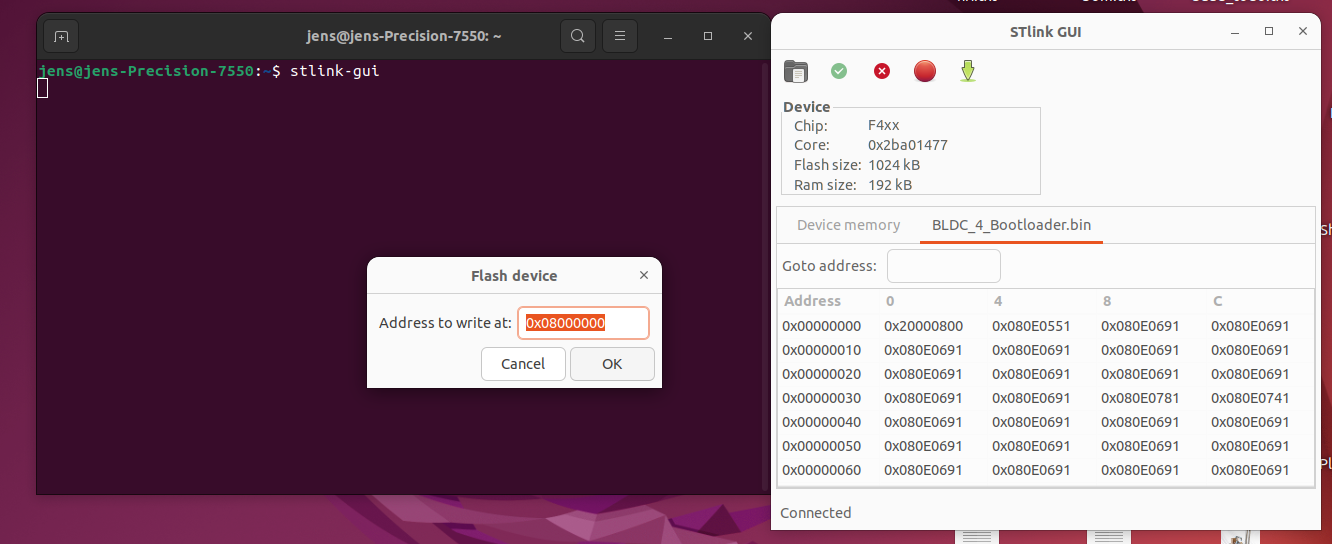 jens@jens-Precision-7550: ~
jens@jens-Precision-7550:~$ stlink-gui
Flash device
Address to write at: 0x08000000
Cancel OK
STlink GUI
Device
Chip: F4xx
Core: 0x2ba01477
Flash size: 1024 kB
Ram size: 192 kB
Device memory BLDC_4_Bootloader.bin
Goto address:
Address 0 4 8 C
0x00000000 0x20000800 0x080E0551 0x080E0691 0x080E0691
0x00000010 0x080E0691 0x080E0691 0x080E0691 0x080E0691
0x00000020 0x080E0691 0x080E0691 0x080E0691 0x080E0691
0x00000030 0x080E0691 0x080E0691 0x080E0781 0x080E0741
0x00000040 0x080E0691 0x080E0691 0x080E0691 0x080E0691
0x00000050 0x080E0691 0x080E0691 0x080E0691 0x080E0691
0x00000060 0x080E0691 0x080E0691 0x080E0691 0x080E0691
Connected